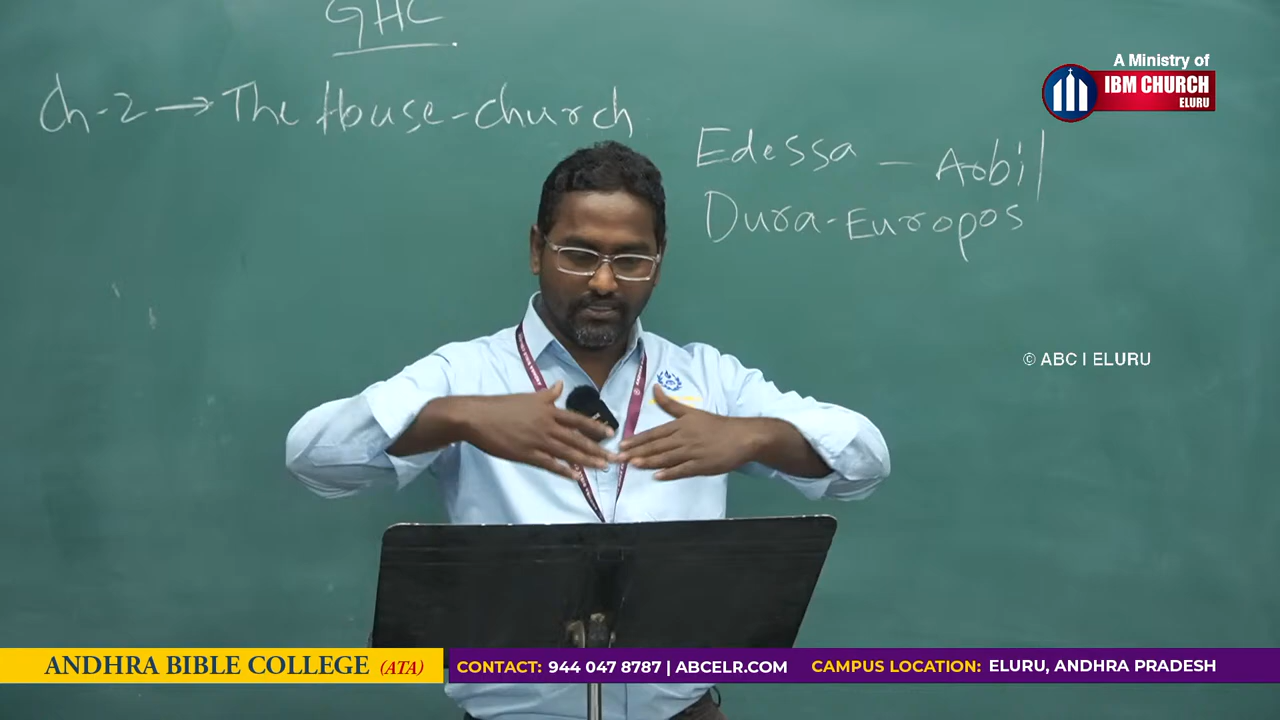 GHC
Ch-2 → The House-church
Edessa — Arbil
Dura-Europos
A Ministry of
IBM CHURCH
ELURU
© ABC I ELURU
ANDHRA BIBLE COLLEGE (ATA)
CONTACT: 944 047 8787 | ABCELR.COM
CAMPUS LOCATION: ELURU, ANDHRA PRADESH